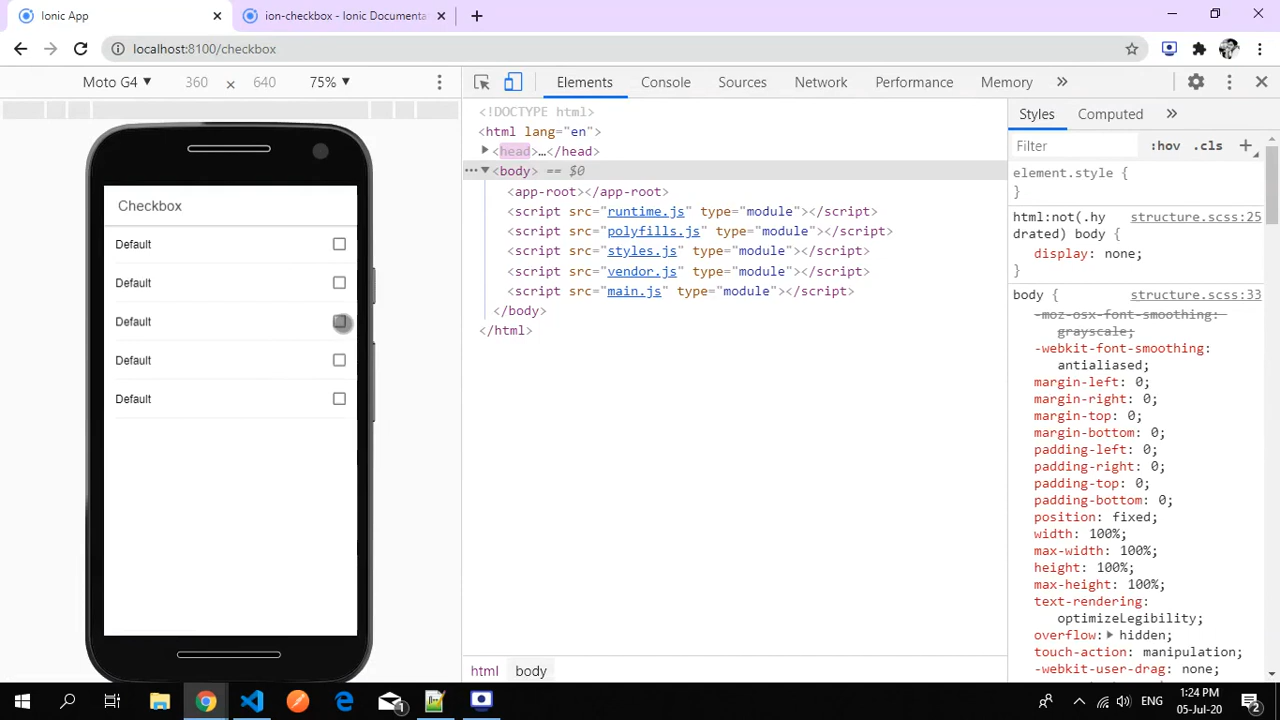 Ionic App
ion-checkbox - Ionic Documenta
localhost:8100/checkbox
Moto G4 360 × 640 75%
Elements Console Sources Network Performance Memory
Checkbox
Default
Default
Default
Default
Default
<!DOCTYPE html>
<html lang="en">
<head>…</head>
<body> == $0
<app-root></app-root>
<script src="runtime.js" type="module"></script>
<script src="polyfills.js" type="module"></script>
<script src="styles.js" type="module"></script>
<script src="vendor.js" type="module"></script>
<script src="main.js" type="module"></script>
</body>
</html>
html body
Styles Computed
Filter :hov .cls
element.style {
}
html:not(.hy structure.scss:25
drated) body {
display: none;
}
body { structure.scss:33
-moz-osx-font-smoothing:
grayscale;
-webkit-font-smoothing:
antialiased;
margin-left: 0;
margin-right: 0;
margin-top: 0;
margin-bottom: 0;
padding-left: 0;
padding-right: 0;
padding-top: 0;
padding-bottom: 0;
position: fixed;
width: 100%;
max-width: 100%;
height: 100%;
max-height: 100%;
text-rendering:
optimizeLegibility;
overflow: hidden;
touch-action: manipulation;
-webkit-user-drag: none;
1
ENG
1:24 PM
05-Jul-20
2